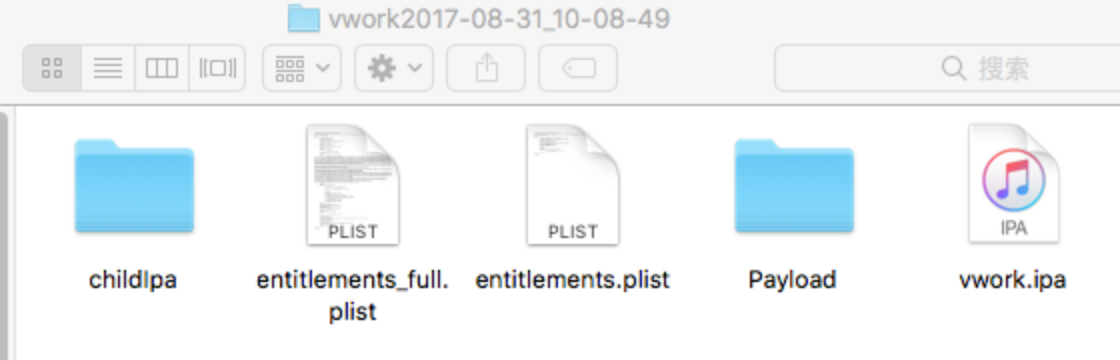 vwork2017-08-31_10-08-49
搜索
PLIST
PLIST
IPA
childIpa
entitlements_full.
plist
entitlements.plist
Payload
vwork.ipa